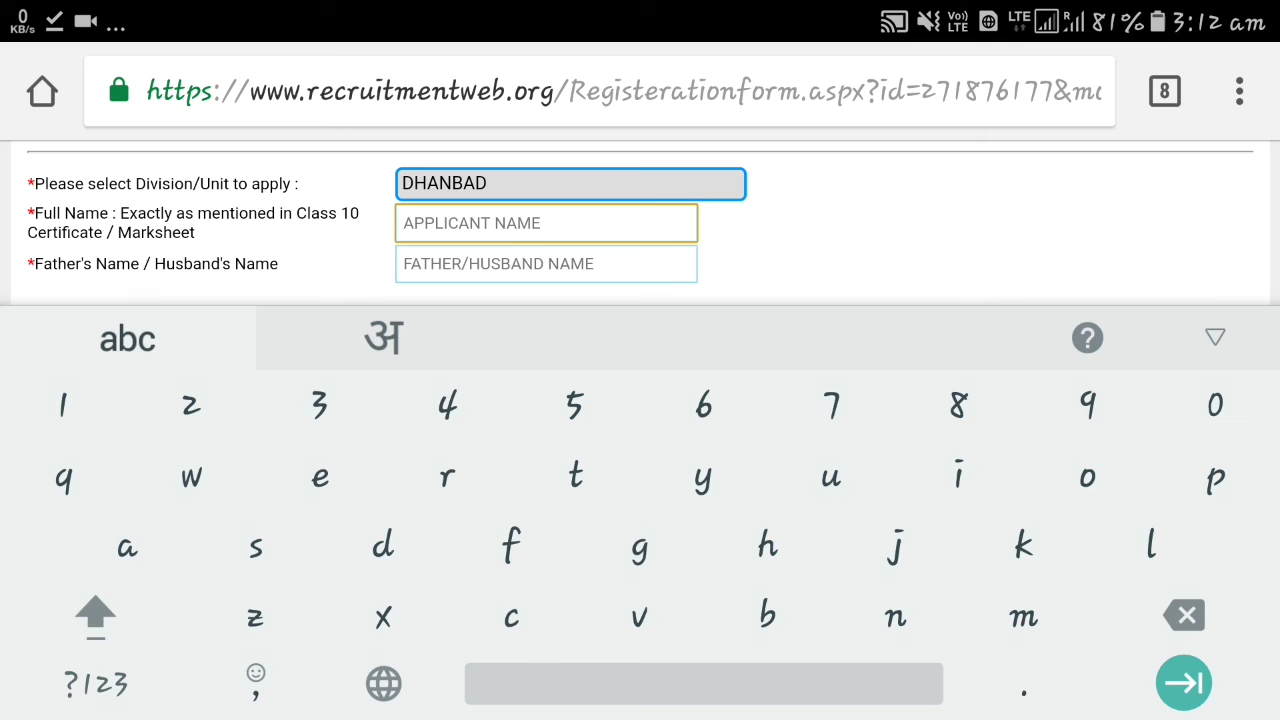 0
KB/s ... Vo)) LTE LTE R 81% 3:12 am
https://www.recruitmentweb.org/Registerationform.aspx?id=271876177&mo 8
*Please select Division/Unit to apply : DHANBAD
*Full Name : Exactly as mentioned in Class 10
Certificate / Marksheet APPLICANT NAME
*Father's Name / Husband's Name FATHER/HUSBAND NAME
abc अ ?
1 2 3 4 5 6 7 8 9 0
q w e r t y u i o p
a s d f g h j k l
z x c v b n m
?123 , .